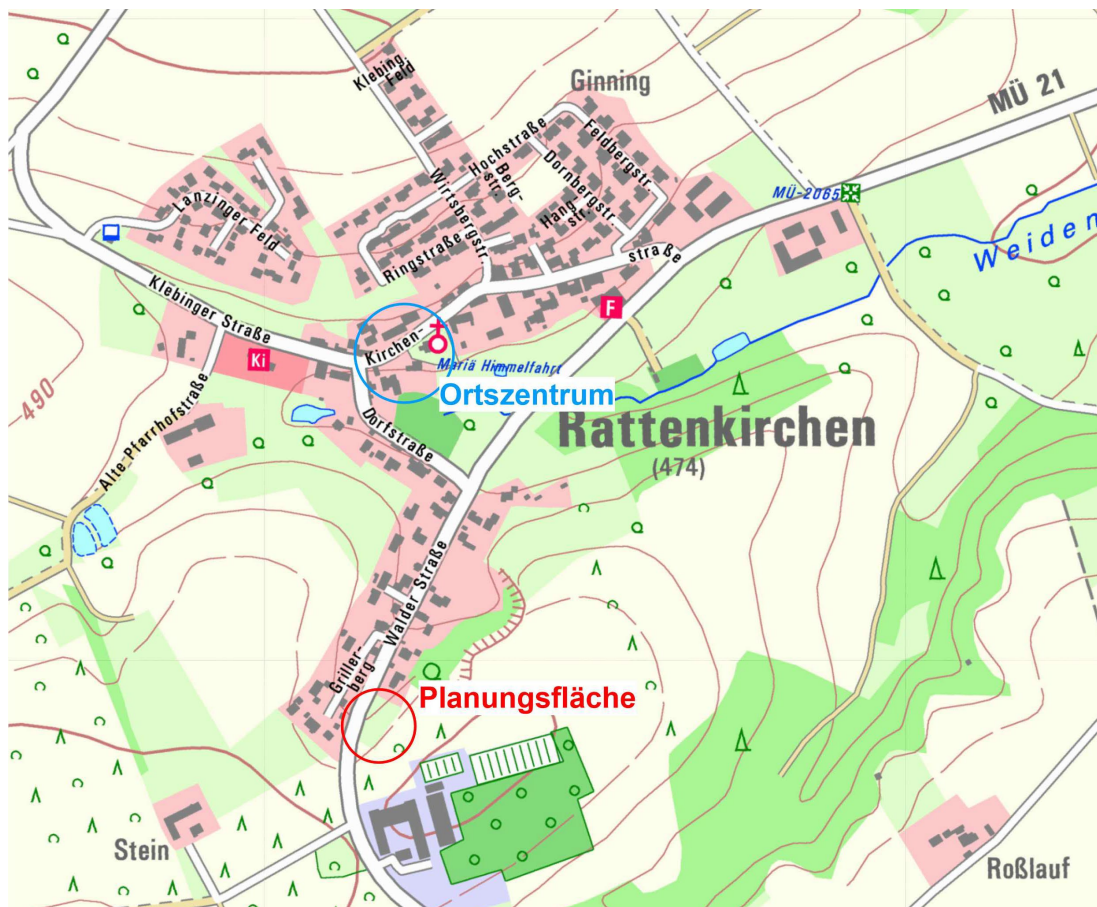 Klebing
Feld
Ginning
MÜ 21
Hochstraße
Feldbergstr.
Berg-
str.
Dornbergstr.
Wirtsbergstr.
Hang-
str.
MÜ-2065
Lanzinger Feld
Ringstraße
straße
Weiden
Klebinger Straße
F
Kirchen-
Ki
Mariä Himmelfahrt
Ortszentrum
490
Alte Pfarrhofstraße
Dorfstraße
Rattenkirchen
(474)
Walder Straße
Griller-
berg
Planungsfläche
Stein
Roßlauf